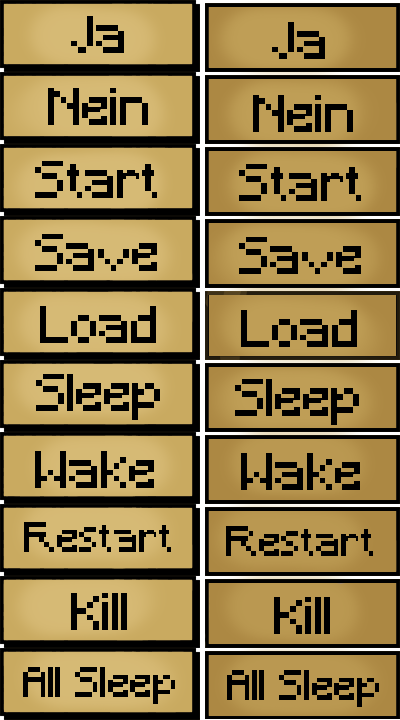 Ja Ja
Nein Nein
Start Start
Save Save
Load Load
Sleep Sleep
Wake Wake
Restart Restart
Kill Kill
All Sleep All Sleep